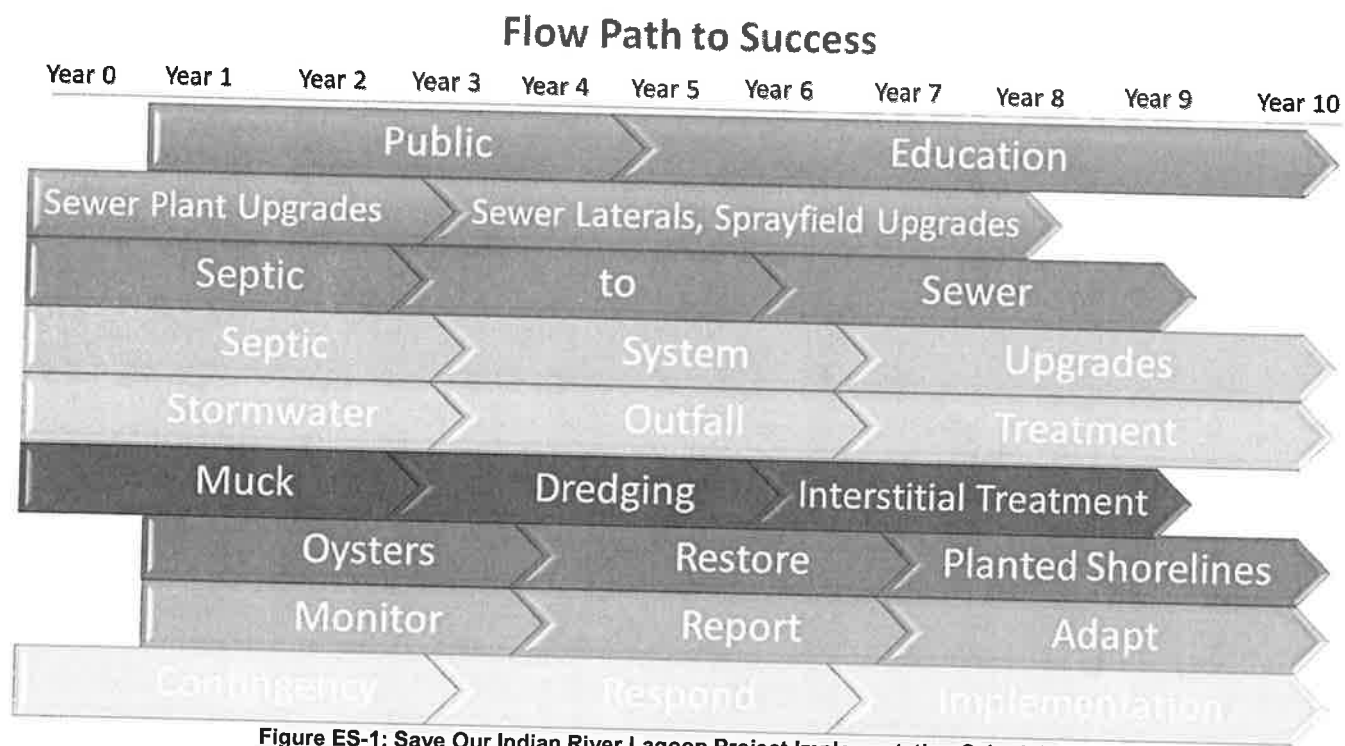 Flow Path to Success
Year 0 Year 1 Year 2 Year 3 Year 4 Year 5 Year 6 Year 7 Year 8 Year 9 Year 10
Public Education
Sewer Plant Upgrades Sewer Laterals, Sprayfield Upgrades
Septic to Sewer
Septic System Upgrades
Stormwater Outfall Treatment
Muck Dredging Interstitial Treatment
Oysters Restore Planted Shorelines
Monitor Report Adapt
Contingency Respond Implementation
Figure ES-1: Save Our Indian River Lagoon Project